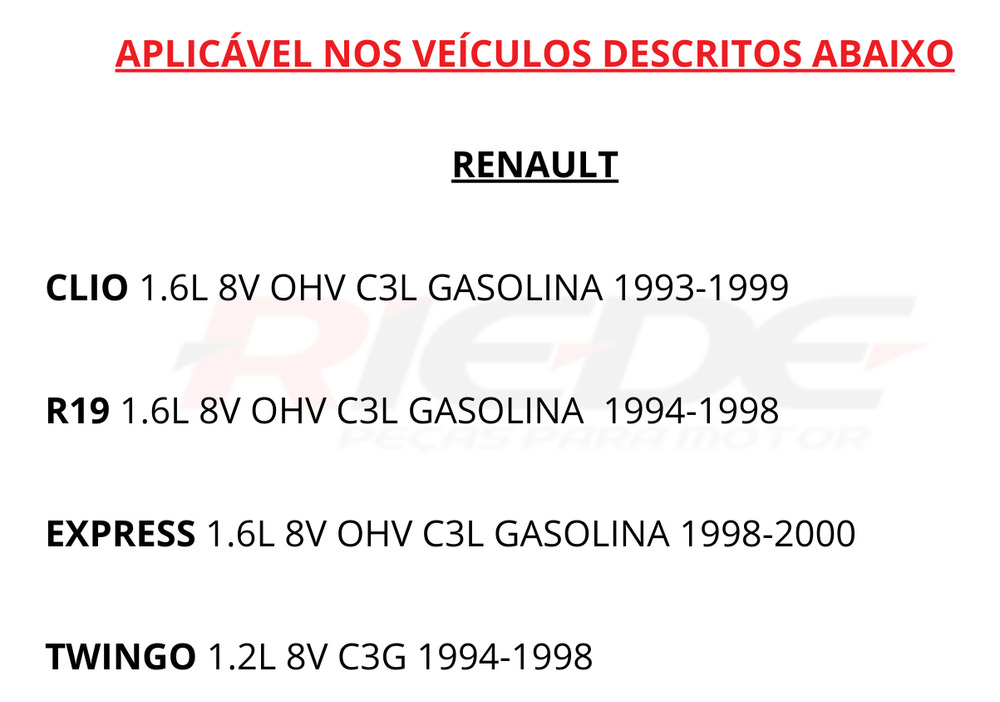 APLICÁVEL NOS VEÍCULOS DESCRITOS ABAIXO
RENAULT
CLIO 1.6L 8V OHV C3L GASOLINA 1993-1999
RIEDE
R19 1.6L 8V OHV C3L GASOLINA 1994-1998
PEÇAS PARA MOTOR
EXPRESS 1.6L 8V OHV C3L GASOLINA 1998-2000
TWINGO 1.2L 8V C3G 1994-1998